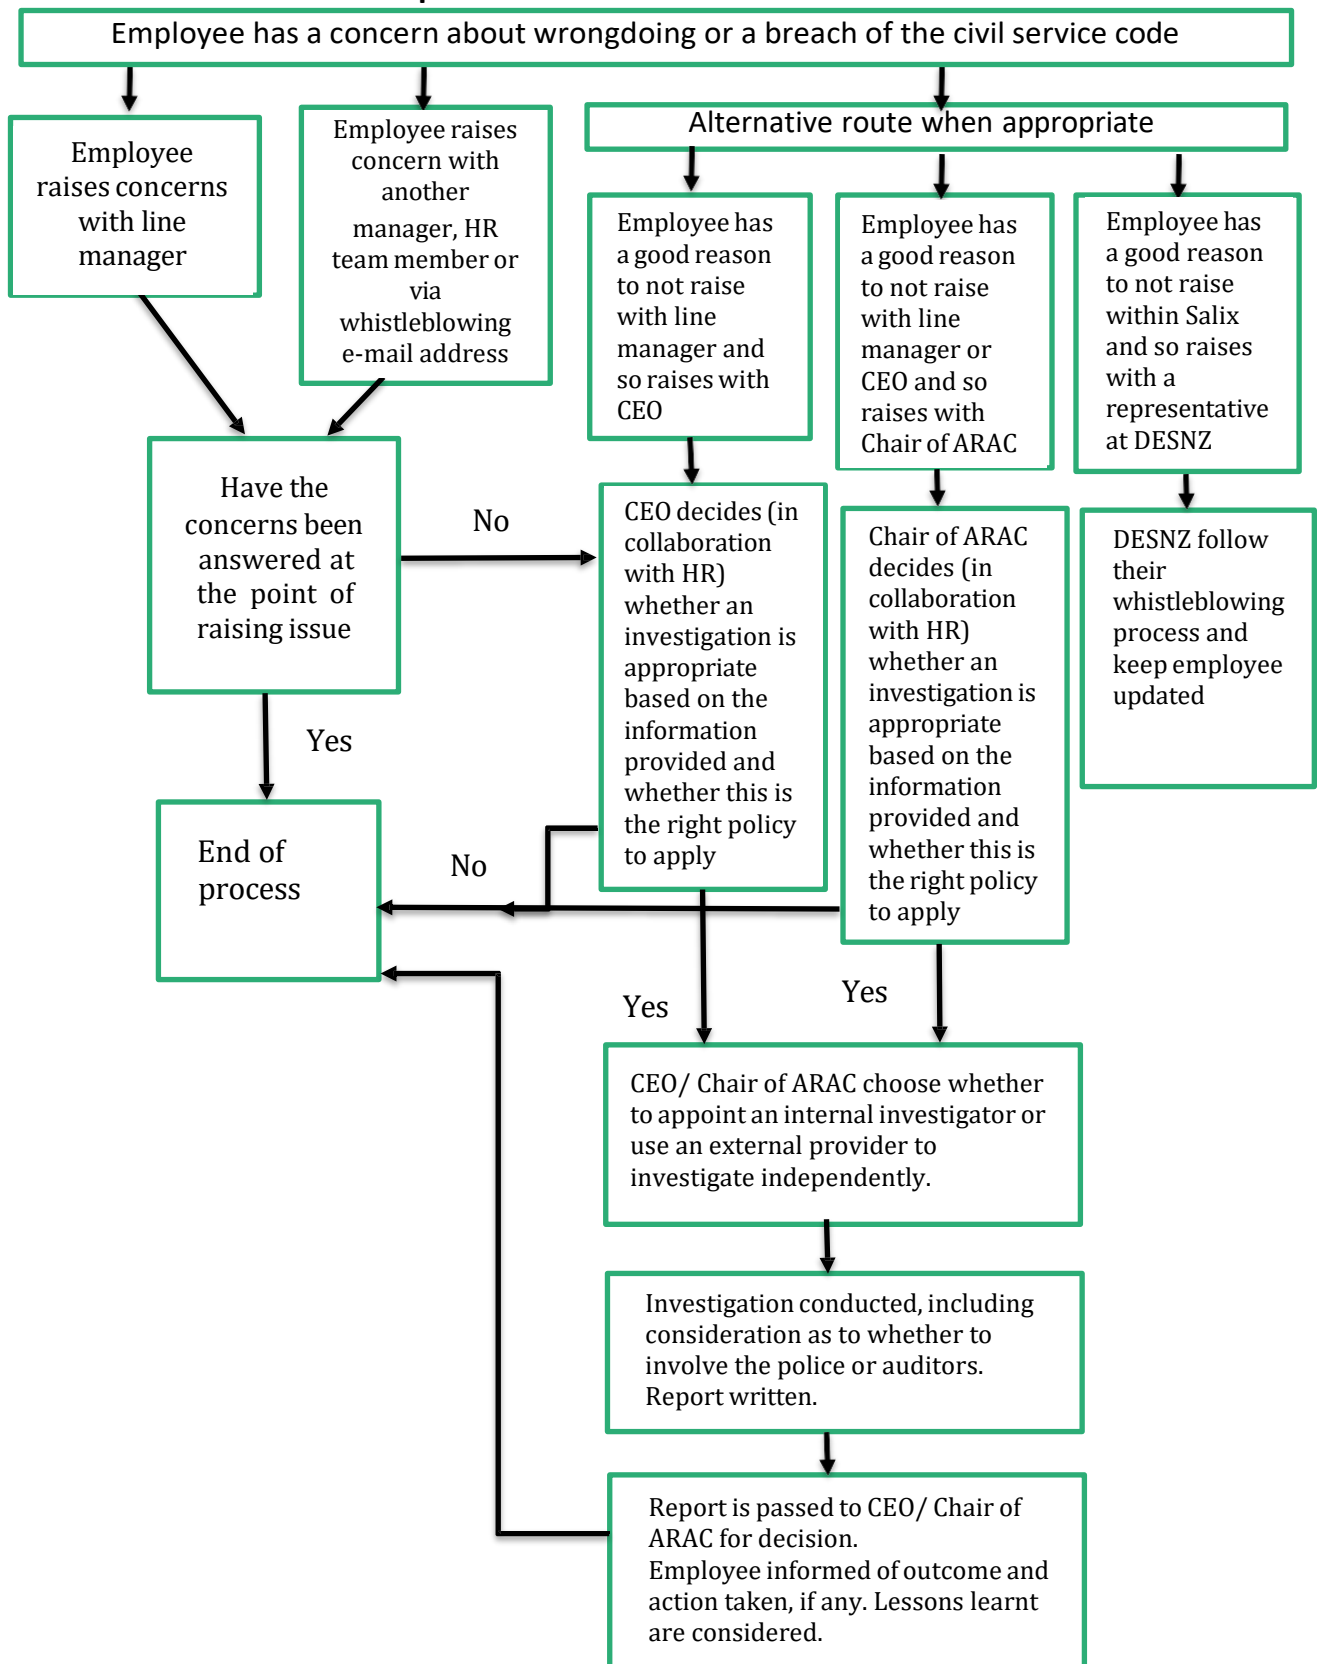 Employee has a concern about wrongdoing or a breach of the civil service code
Employee
raises concerns
with line
manager
Employee raises
concern with
another
manager, HR
team member or
via
whistleblowing
e-mail address
Alternative route when appropriate
Employee has
a good reason
to not raise
with line
manager and
so raises with
CEO
Employee has
a good reason
to not raise
with line
manager or
CEO and so
raises with
Chair of ARAC
Employee has
a good reason
to not raise
within Salix
and so raises
with a
representative
at DESNZ
Have the
concerns been
answered at
the point of
raising issue
No
CEO decides (in
collaboration
with HR)
whether an
investigation is
appropriate
based on the
information
provided and
whether this is
the right policy
to apply
Chair of ARAC
decides (in
collaboration
with HR)
whether an
investigation is
appropriate
based on the
information
provided and
whether this is
the right policy
to apply
DESNZ follow
their
whistleblowing
process and
keep employee
updated
Yes
End of
process
No
Yes
Yes
CEO/ Chair of ARAC choose whether
to appoint an internal investigator or
use an external provider to
investigate independently.
Investigation conducted, including
consideration as to whether to
involve the police or auditors.
Report written.
Report is passed to CEO/ Chair of
ARAC for decision.
Employee informed of outcome and
action taken, if any. Lessons learnt
are considered.